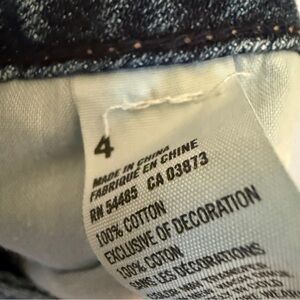 4
MADE IN CHINA
FABRIQUE EN CHINE
RN 54485 CA 03873
100% COTTON
EXCLUSIVE OF DECORATION
100% COTON
SANS LES DECORATIONS